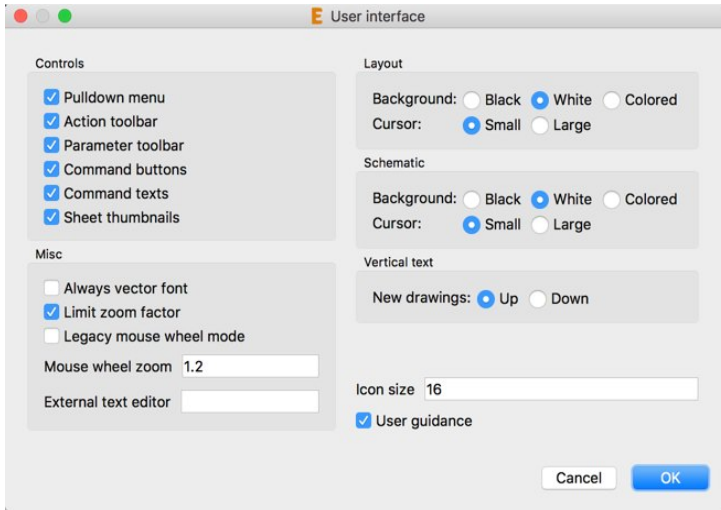 E User interface
Controls
Pulldown menu
Action toolbar
Parameter toolbar
Command buttons
Command texts
Sheet thumbnails
Misc
Always vector font
Limit zoom factor
Legacy mouse wheel mode
Mouse wheel zoom 1.2
External text editor
Layout
Background: Black White Colored
Cursor: Small Large
Schematic
Background: Black White Colored
Cursor: Small Large
Vertical text
New drawings: Up Down
Icon size 16
User guidance
Cancel OK